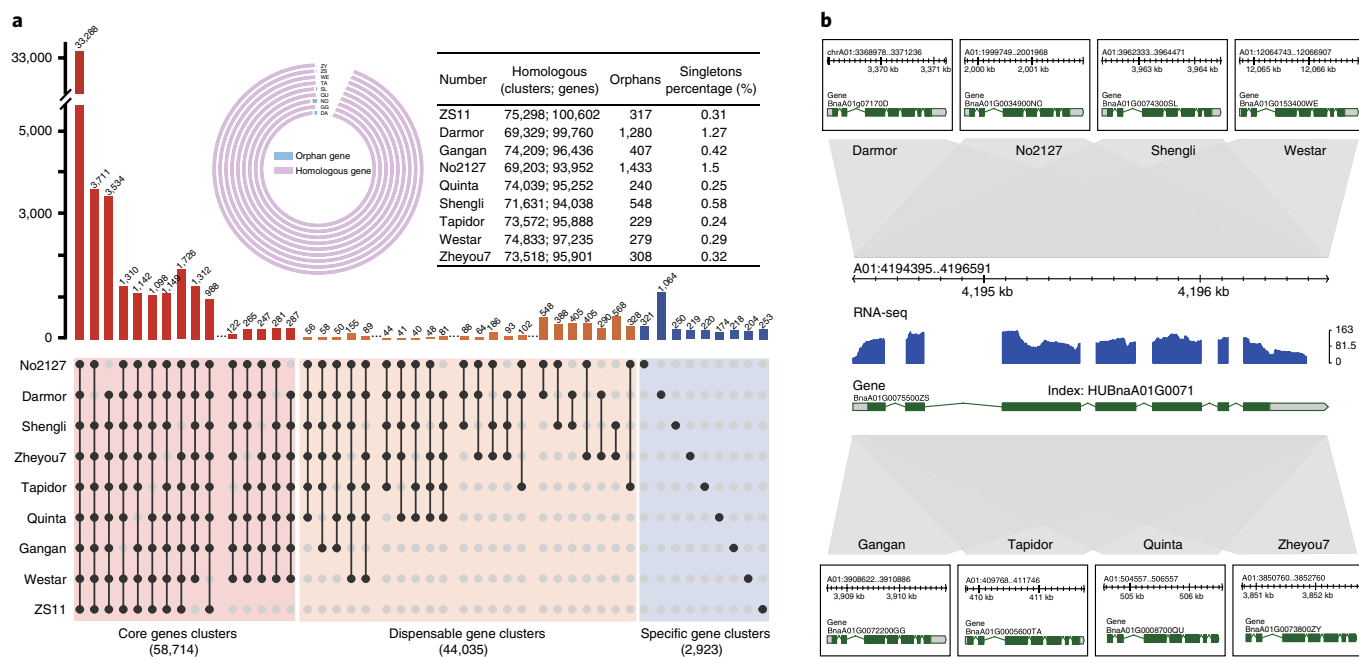 a
33,288
33,000
5,000
3,000
0
3,711
3,534
1,310
1,142
1,098
1,149
1,726
1,312
988
122
265
247
281
287
56
58
50
155
89
44
41
40
48
81
88
64
186
93
102
548
388
405
405
290
568
328
321
1,064
250
219
220
174
218
204
253
ZY
ZS
WE
TA
SL
QU
NO
GG
DA
Orphan gene
Homologous gene
Number Homologous (clusters; genes) Orphans Singletons percentage (%)
ZS11 75,298; 100,602 317 0.31
Darmor 69,329; 99,760 1,280 1.27
Gangan 74,209; 96,436 407 0.42
No2127 69,203; 93,952 1,433 1.5
Quinta 74,039; 95,252 240 0.25
Shengli 71,631; 94,038 548 0.58
Tapidor 73,572; 95,888 229 0.24
Westar 74,833; 97,235 279 0.29
Zheyou7 73,518; 95,901 308 0.32
No2127
Darmor
Shengli
Zheyou7
Tapidor
Quinta
Gangan
Westar
ZS11
Core genes clusters
(58,714)
Dispensable gene clusters
(44,035)
Specific gene clusters
(2,923)
b
chrA01:3368978..3371236
3,370 kb 3,371 kb
Gene
BnaA01g07170D
A01:1999749..2001968
2,000 kb 2,001 kb
Gene
BnaA01G0034900NO
A01:3962333..3964471
3,963 kb 3,964 kb
Gene
BnaA01G0074300SL
A01:12064743..12066907
12,065 kb 12,066 kb
Gene
BnaA01G0153400WE
Darmor No2127 Shengli Westar
A01:4194395..4196591
4,195 kb 4,196 kb
RNA-seq
163
81.5
0
Gene
Index: HUBnaA01G0071
BnaA01G0075500ZS
Gangan Tapidor Quinta Zheyou7
A01:3908622..3910886
3,909 kb 3,910 kb
Gene
BnaA01G0072200GG
A01:409768..411746
410 kb 411 kb
Gene
BnaA01G0005600TA
A01:504557..506557
505 kb 506 kb
Gene
BnaA01G0008700QU
A01:3850760..3852760
3,851 kb 3,852 kb
Gene
BnaA01G0073800ZY